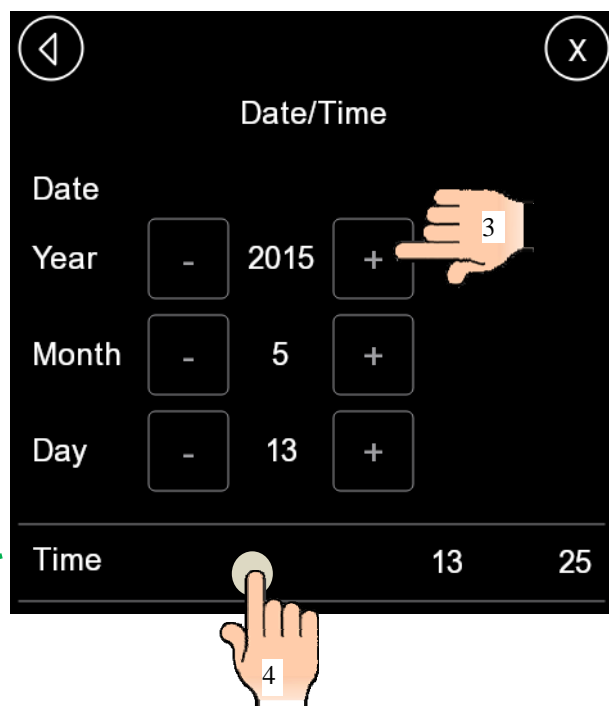 X
Date/Time
Date
3
Year - 2015 +
Month - 5 +
Day - 13 +
Time 13 25
4